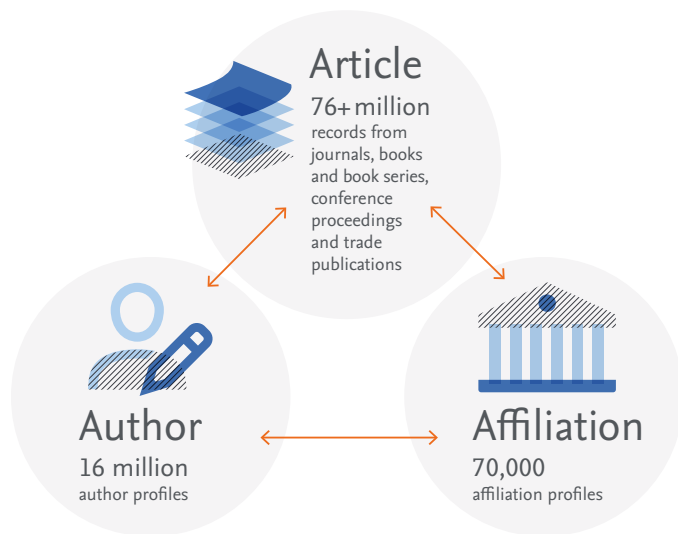 Article
76+ million
records from
journals, books
and book series,
conference
proceedings
and trade
publications
Author
16 million
author profiles
Affiliation
70,000
affiliation profiles